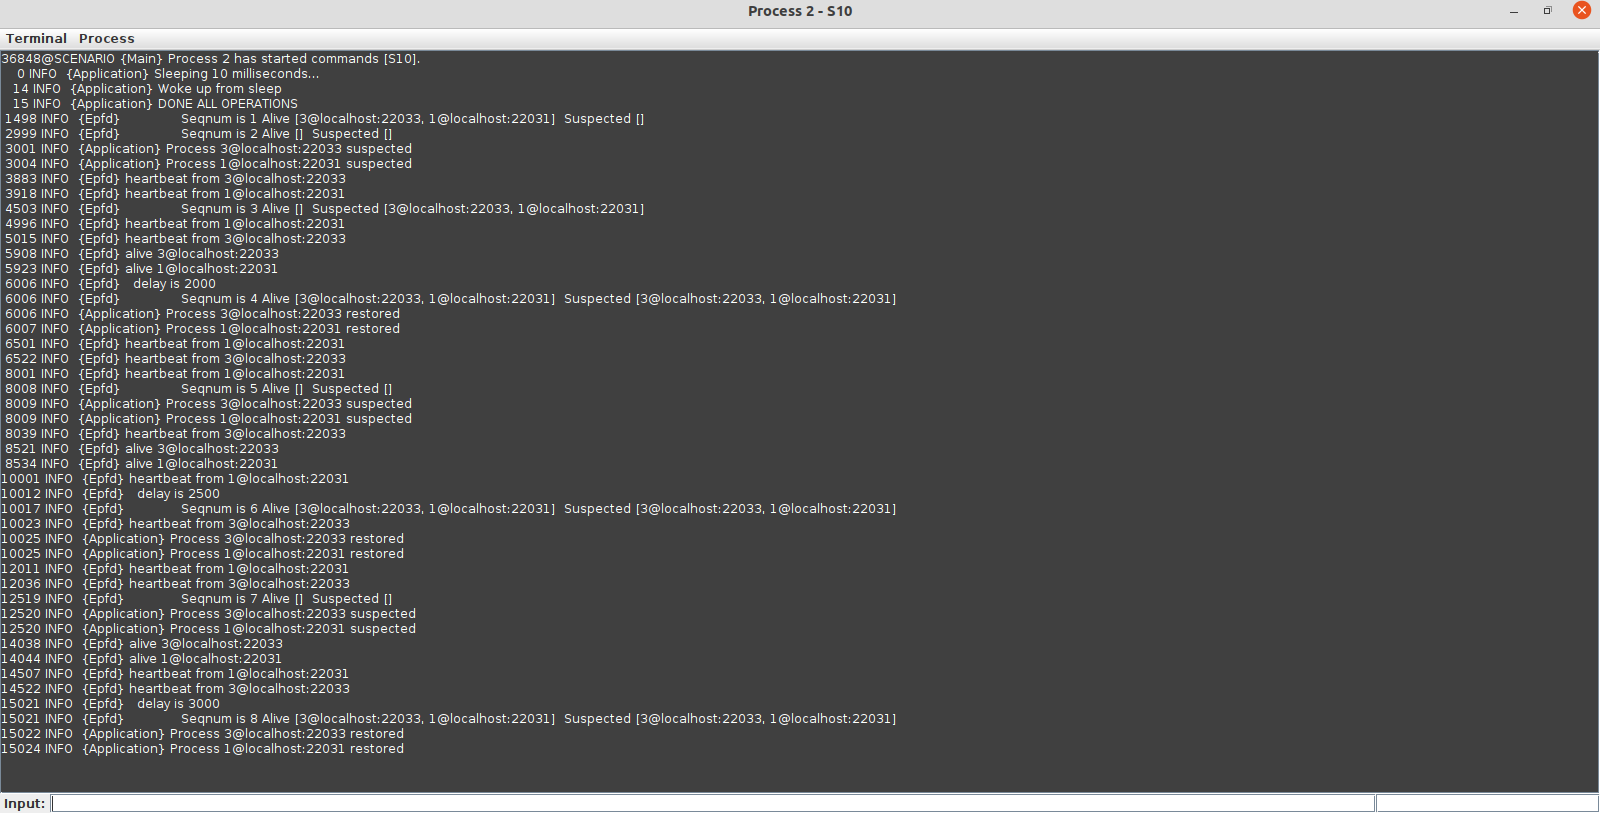 Process 2 - S10
Terminal Process
36848@SCENARIO {Main} Process 2 has started commands [S10].
0 INFO {Application} Sleeping 10 milliseconds...
14 INFO {Application} Woke up from sleep
15 INFO {Application} DONE ALL OPERATIONS
1498 INFO {Epfd} Seqnum is 1 Alive [3@localhost:22033, 1@localhost:22031] Suspected []
2999 INFO {Epfd} Seqnum is 2 Alive [] Suspected []
3001 INFO {Application} Process 3@localhost:22033 suspected
3004 INFO {Application} Process 1@localhost:22031 suspected
3883 INFO {Epfd} heartbeat from 3@localhost:22033
3918 INFO {Epfd} heartbeat from 1@localhost:22031
4503 INFO {Epfd} Seqnum is 3 Alive [] Suspected [3@localhost:22033, 1@localhost:22031]
4996 INFO {Epfd} heartbeat from 1@localhost:22031
5015 INFO {Epfd} heartbeat from 3@localhost:22033
5908 INFO {Epfd} alive 3@localhost:22033
5923 INFO {Epfd} alive 1@localhost:22031
6006 INFO {Epfd} delay is 2000
6006 INFO {Epfd} Seqnum is 4 Alive [3@localhost:22033, 1@localhost:22031] Suspected [3@localhost:22033, 1@localhost:22031]
6006 INFO {Application} Process 3@localhost:22033 restored
6007 INFO {Application} Process 1@localhost:22031 restored
6501 INFO {Epfd} heartbeat from 1@localhost:22031
6522 INFO {Epfd} heartbeat from 3@localhost:22033
8001 INFO {Epfd} heartbeat from 1@localhost:22031
8008 INFO {Epfd} Seqnum is 5 Alive [] Suspected []
8009 INFO {Application} Process 3@localhost:22033 suspected
8009 INFO {Application} Process 1@localhost:22031 suspected
8039 INFO {Epfd} heartbeat from 3@localhost:22033
8521 INFO {Epfd} alive 3@localhost:22033
8534 INFO {Epfd} alive 1@localhost:22031
10001 INFO {Epfd} heartbeat from 1@localhost:22031
10012 INFO {Epfd} delay is 2500
10017 INFO {Epfd} Seqnum is 6 Alive [3@localhost:22033, 1@localhost:22031] Suspected [3@localhost:22033, 1@localhost:22031]
10023 INFO {Epfd} heartbeat from 3@localhost:22033
10025 INFO {Application} Process 3@localhost:22033 restored
10025 INFO {Application} Process 1@localhost:22031 restored
12011 INFO {Epfd} heartbeat from 1@localhost:22031
12036 INFO {Epfd} heartbeat from 3@localhost:22033
12519 INFO {Epfd} Seqnum is 7 Alive [] Suspected []
12520 INFO {Application} Process 3@localhost:22033 suspected
12520 INFO {Application} Process 1@localhost:22031 suspected
14038 INFO {Epfd} alive 3@localhost:22033
14044 INFO {Epfd} alive 1@localhost:22031
14507 INFO {Epfd} heartbeat from 1@localhost:22031
14522 INFO {Epfd} heartbeat from 3@localhost:22033
15021 INFO {Epfd} delay is 3000
15021 INFO {Epfd} Seqnum is 8 Alive [3@localhost:22033, 1@localhost:22031] Suspected [3@localhost:22033, 1@localhost:22031]
15022 INFO {Application} Process 3@localhost:22033 restored
15024 INFO {Application} Process 1@localhost:22031 restored
Input: